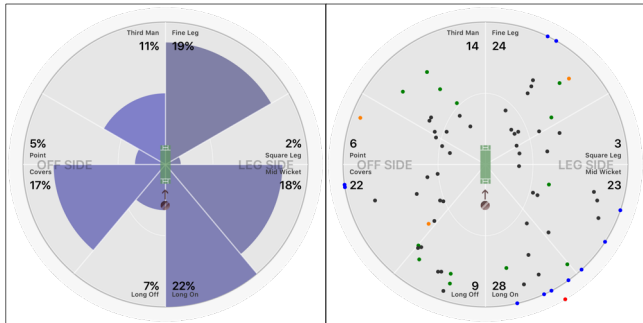 Third Man
11%
Fine Leg
19%
5%
Point
OFF SIDE
Covers
17%
2%
Square Leg
LEG SIDE
Mid Wicket
18%
7%
Long Off
22%
Long On
Third Man
14
Fine Leg
24
6
Point
OFF SIDE
Covers
22
3
Square Leg
LEG SIDE
Mid Wicket
23
9
Long Off
28
Long On